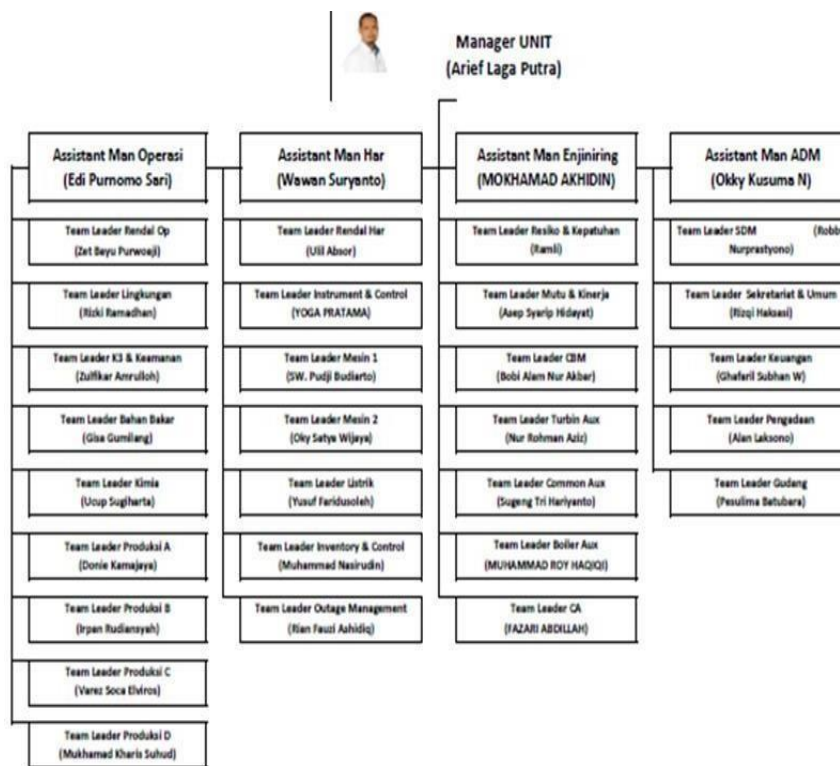 Manager UNIT
(Arief Laga Putra)
Assistant Man Operasi
(Edi Purnomo Sari)
Team Leader Rendal Op
(Zet Bayu Purwoaji)
Team Leader Lingkungan
(Rizki Ramadhan)
Team Leader K3 & Keamanan
(Zulfikar Amrulloh)
Team Leader Bahan Bakar
(Gisa Gumilang)
Team Leader Kimia
(Ucup Sugiharta)
Team Leader Produksi A
(Donie Kamajaya)
Team Leader Produksi B
(Irpan Rudiansyah)
Team Leader Produksi C
(Varez Soca Elviros)
Team Leader Produksi D
(Mukhamad Kharis Suhud)
Assistant Man Har
(Wawan Suryanto)
Team Leader Rendal Har
(Ulil Absor)
Team Leader Instrument & Control
(YOGA PRATAMA)
Team Leader Mesin 1
(SW. Pudji Budiarto)
Team Leader Mesin 2
(Oky Satya Wijaya)
Team Leader Listrik
(Yusuf Faridusoleh)
Team Leader Inventory & Control
(Muhammad Nasirudin)
Team Leader Outage Management
(Rian Fauzi Ashidiq)
Assistant Man Enjiniring
(MOKHAMAD AKHIDIN)
Team Leader Resiko & Kepatuhan
(Ramli)
Team Leader Mutu & Kinerja
(Asep Syarip Hidayat)
Team Leader CBM
(Bobi Alam Nur Akbar)
Team Leader Turbin Aux
(Nur Rohman Aziz)
Team Leader Common Aux
(Sugeng Tri Hariyanto)
Team Leader Boiler Aux
(MUHAMMAD ROY HAQIQI)
Team Leader CA
(FAZARI ABDILLAH)
Assistant Man ADM
(Okky Kusuma N)
Team Leader SDM (Robb
Nurprastyono)
Team Leader Sekretariat & Umum
(Rizqi Haksasi)
Team Leader Keuangan
(Ghafaril Subhan W)
Team Leader Pengadaan
(Alan Laksono)
Team Leader Gudang
(Pesulima Batubara)